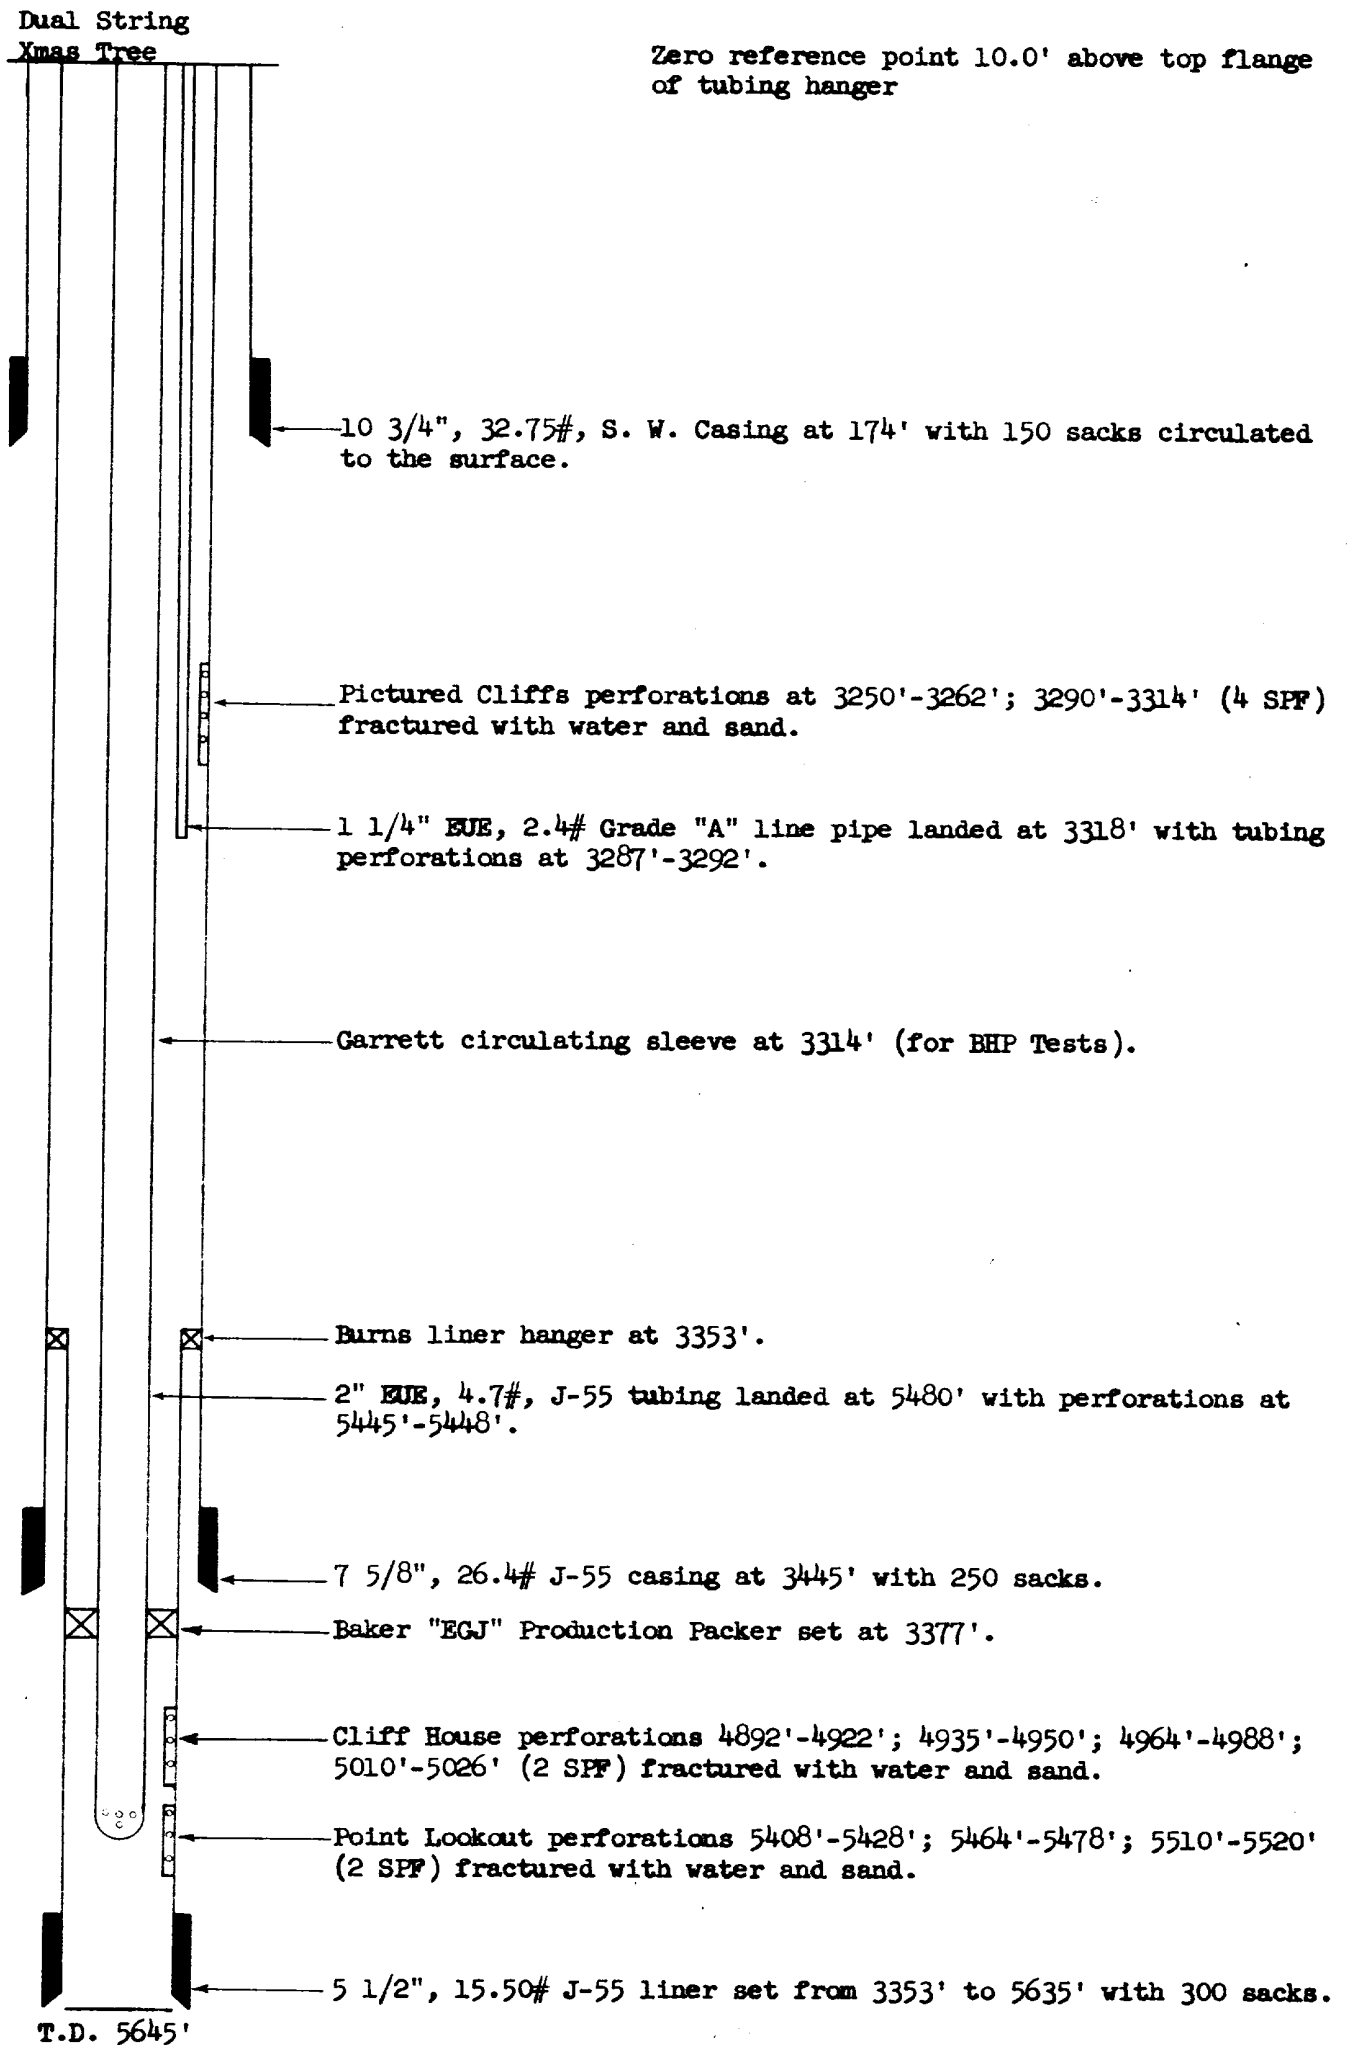 Dual String
Xmas Tree
Zero reference point 10.0' above top flange
of tubing hanger
10 3/4", 32.75#, S. W. Casing at 174' with 150 sacks circulated
to the surface.
Pictured Cliffs perforations at 3250'-3262'; 3290'-3314' (4 SPF)
fractured with water and sand.
1 1/4" EUE, 2.4# Grade "A" line pipe landed at 3318' with tubing
perforations at 3287'-3292'.
Garrett circulating sleeve at 3314' (for BHP Tests).
Burns liner hanger at 3353'.
2" EUE, 4.7#, J-55 tubing landed at 5480' with perforations at
5445'-5448'.
7 5/8", 26.4# J-55 casing at 3445' with 250 sacks.
Baker "EGJ" Production Packer set at 3377'.
Cliff House perforations 4892'-4922'; 4935'-4950'; 4964'-4988';
5010'-5026' (2 SPF) fractured with water and sand.
Point Lookout perforations 5408'-5428'; 5464'-5478'; 5510'-5520'
(2 SPF) fractured with water and sand.
5 1/2", 15.50# J-55 liner set from 3353' to 5635' with 300 sacks.
T.D. 5645'